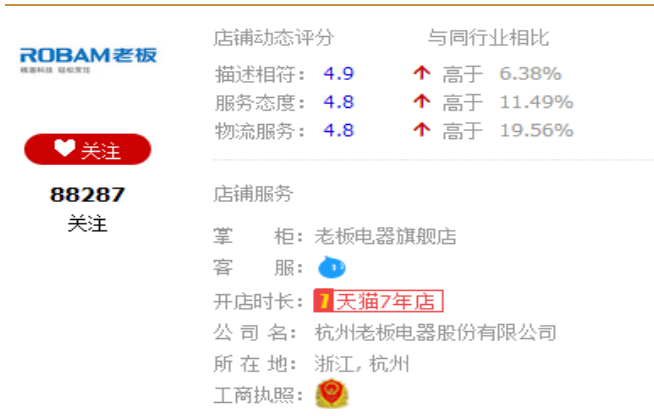 ROBAM老板
关注
88287
关注
店铺动态评分 与同行业相比
描述相符： 4.9 高于 6.38%
服务态度： 4.8 高于 11.49%
物流服务： 4.8 高于 19.56%
店铺服务
掌 柜：老板电器旗舰店
客 服：
开店时长：7天猫7年店
公 司 名： 杭州老板电器股份有限公司
所 在 地： 浙江, 杭州
工商执照：